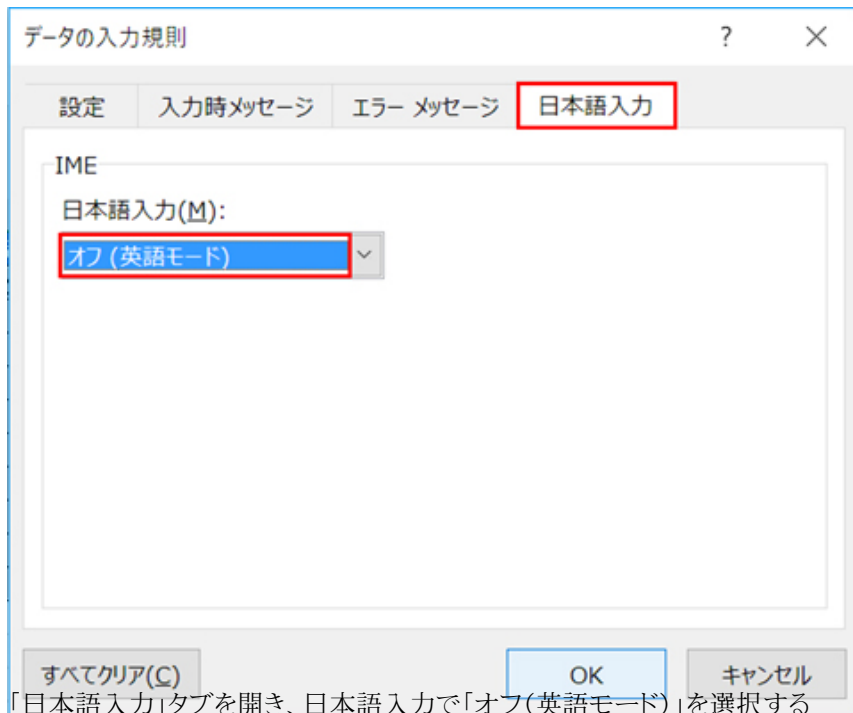 データの入力規則 ? ×
設定 入力時メッセージ エラー メッセージ 日本語入力
IME
日本語入力(M):
オフ (英語モード)
すべてクリア(C) OK キャンセル
「日本語入力」タブを開き、日本語入力で「オフ(英語モード)」を選択する